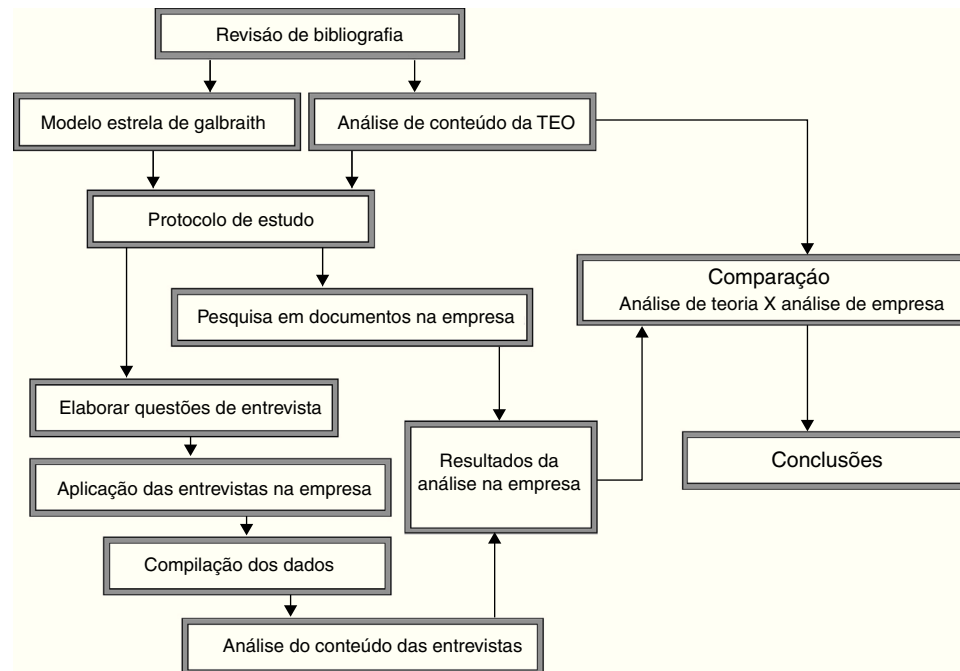 Revisáo de bibliografia
Modelo estrela de galbraith
Análise de conteúdo da TEO
Protocolo de estudo
Comparaçáo
Análise de teoria X análise de empresa
Pesquisa em documentos na empresa
Elaborar questões de entrevista
Resultados da
análise na empresa
Conclusões
Aplicação das entrevistas na empresa
Compilação dos dados
Análise do conteúdo das entrevistas